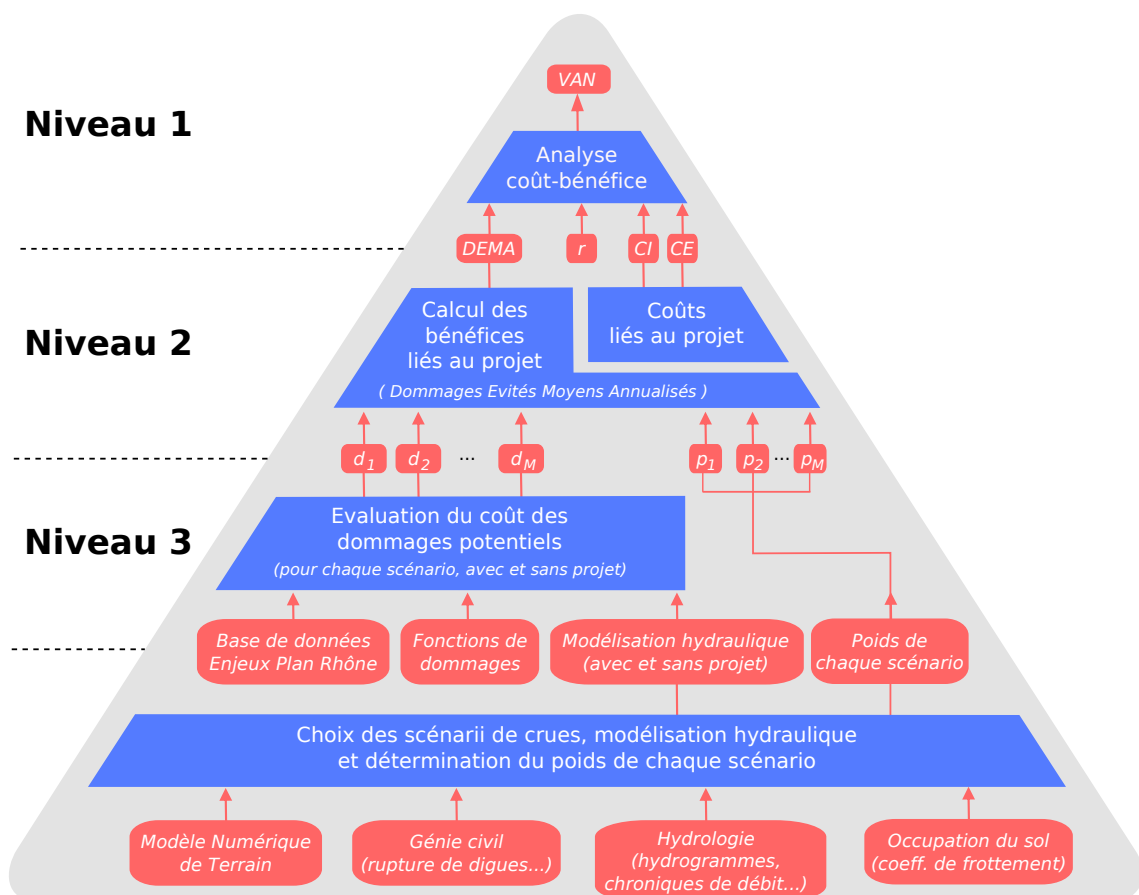 VAN
Niveau 1
Analyse
coût-bénéfice
DEMA r CI CE
Calcul des
bénéfices
liés au projet
Coûts
liés au projet
Niveau 2
( Dommages Evités Moyens Annualisés )
d1 d2 ... dM p1 p2 ... pM
Niveau 3
Evaluation du coût des
dommages potentiels
(pour chaque scénario, avec et sans projet)
Base de données
Enjeux Plan Rhône
Fonctions de
dommages
Modélisation hydraulique
(avec et sans projet)
Poids de
chaque scénario
Choix des scénarii de crues, modélisation hydraulique
et détermination du poids de chaque scénario
Modèle Numérique
de Terrain
Génie civil
(rupture de digues...)
Hydrologie
(hydrogrammes,
chroniques de débit...)
Occupation du sol
(coeff. de frottement)